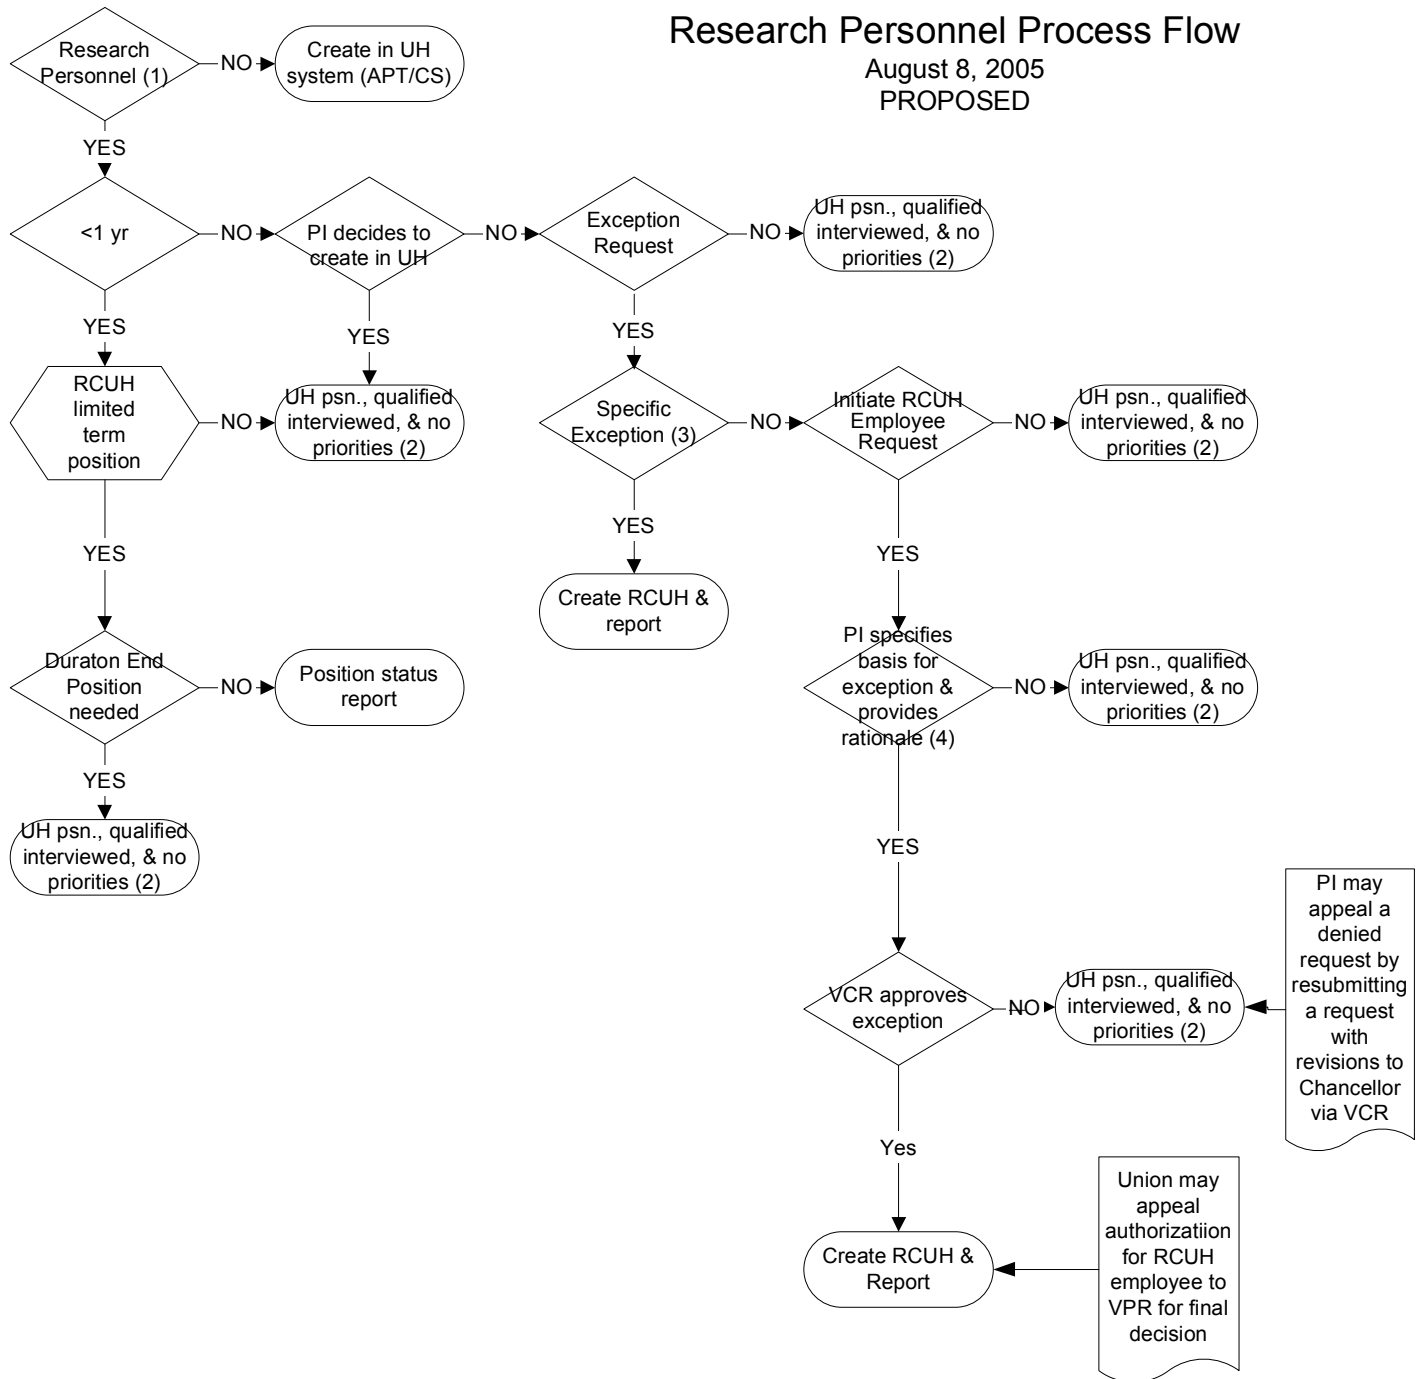 Research Personnel Process Flow
August 8, 2005
PROPOSED
Research
Personnel (1)
NO
Create in UH
system (APT/CS)
YES
<1 yr
NO
PI decides to
create in UH
NO
Exception
Request
NO
UH psn., qualified
interviewed, & no
priorities (2)
YES
YES
YES
RCUH
limited
term
position
NO
UH psn., qualified
interviewed, & no
priorities (2)
Specific
Exception (3)
NO
Initiate RCUH
Employee
Request
NO
UH psn., qualified
interviewed, & no
priorities (2)
YES
YES
YES
Create RCUH &
report
Duraton End
Position
needed
NO
Position status
report
PI specifies
basis for
exception &
provides
rationale (4)
NO
UH psn., qualified
interviewed, & no
priorities (2)
YES
UH psn., qualified
interviewed, & no
priorities (2)
YES
VCR approves
exception
NO
UH psn., qualified
interviewed, & no
priorities (2)
PI may
appeal a
denied
request by
resubmitting
a request
with
revisions to
Chancellor
via VCR
Yes
Create RCUH &
Report
Union may
appeal
authorizatiion
for RCUH
employee to
VPR for final
decision